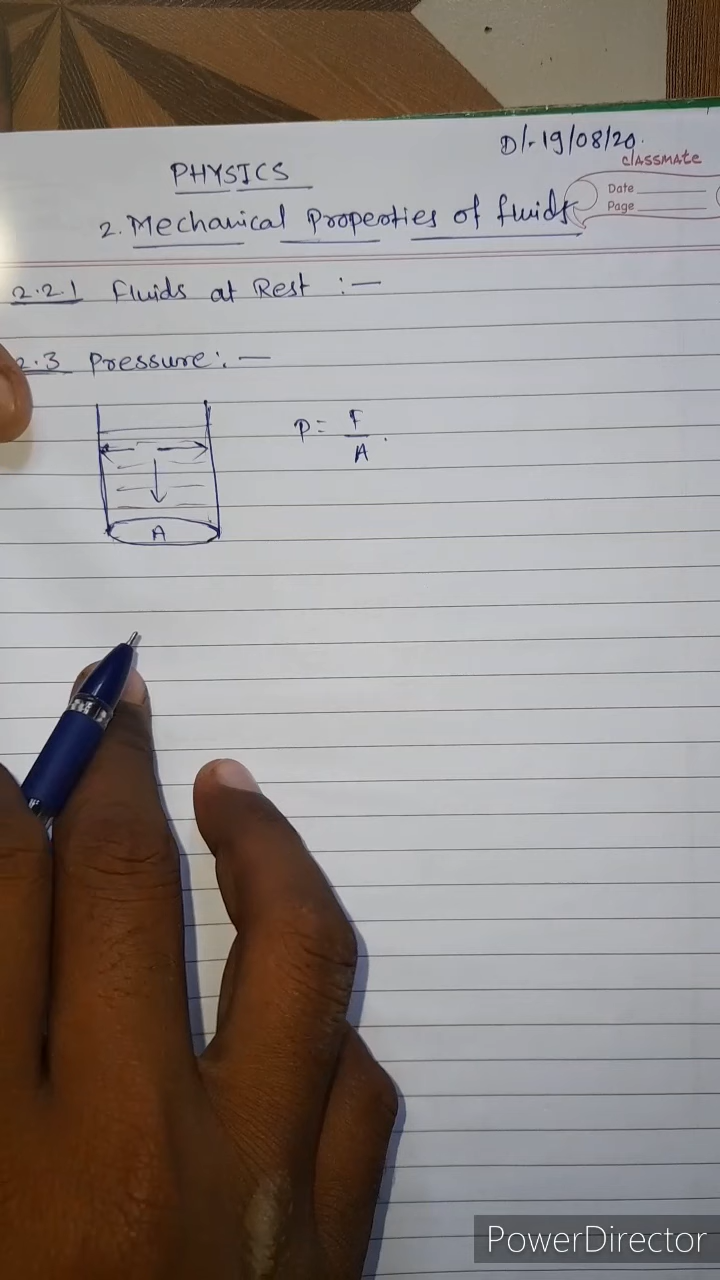 D/- 19/08/20.
CLASSMATE
PHYSICS
Date
Page
2. Mechanical Properties of fluids
2.2.1 Fluids at Rest :-
2.3 Pressure:-
P = F
A.
A
PowerDirector